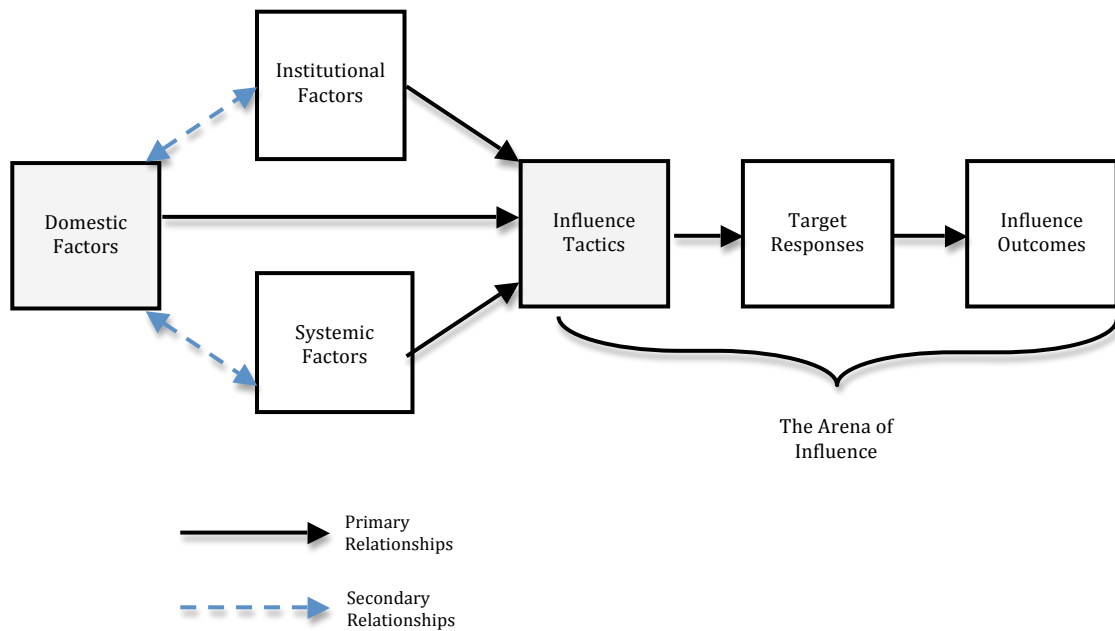 Institutional
Factors
Domestic
Factors
Influence
Tactics
Target
Responses
Influence
Outcomes
Systemic
Factors
The Arena of
Influence
Primary
Relationships
Secondary
Relationships